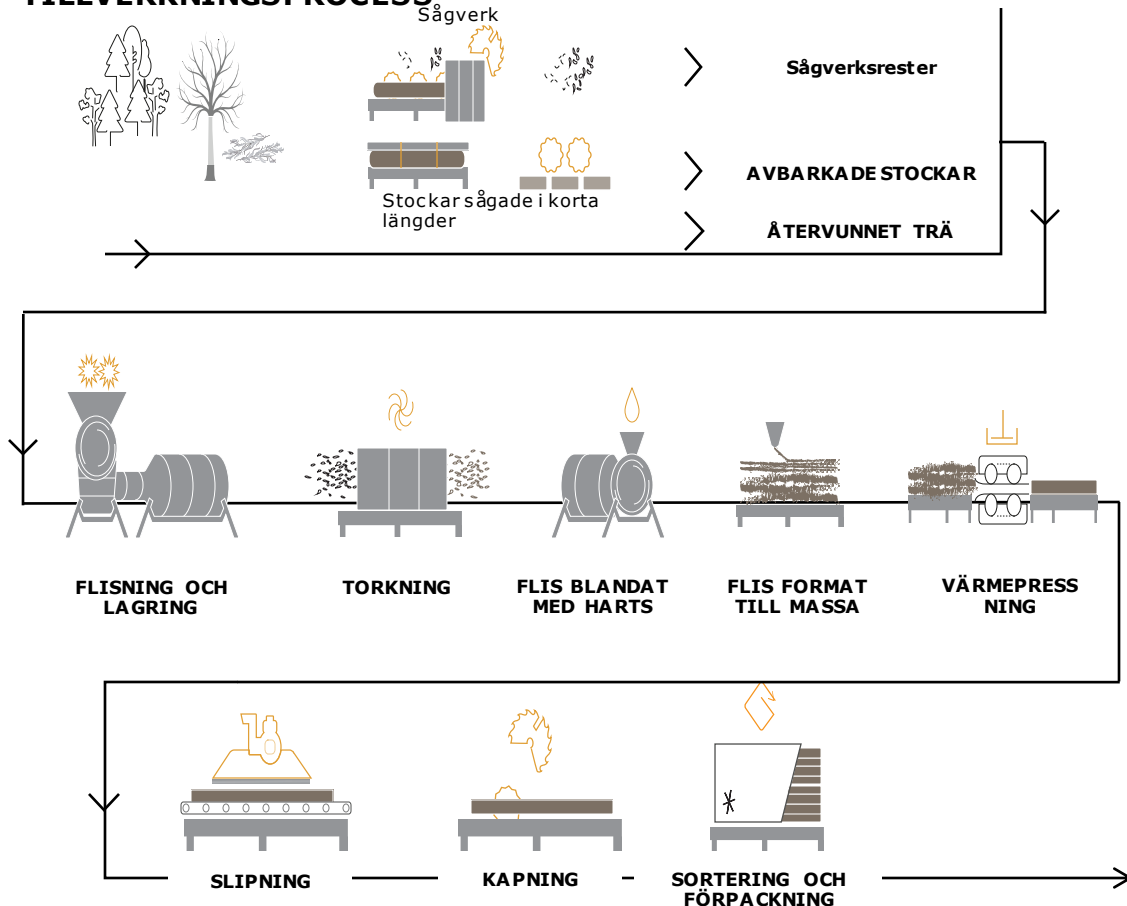 TILLVERKNINGSPROCESS
Sågverk
Sågverksrester
AVBARKADE STOCKAR
Stockar sågade i korta
längder
ÅTERVUNNET TRÄ
FLISNING OCH
LAGRING
TORKNING
FLIS BLANDAT
MED HARTS
FLIS FORMAT
TILL MASSA
VÄRMEPRESS
NING
SLIPNING
KAPNING
SORTERING OCH
FÖRPACKNING